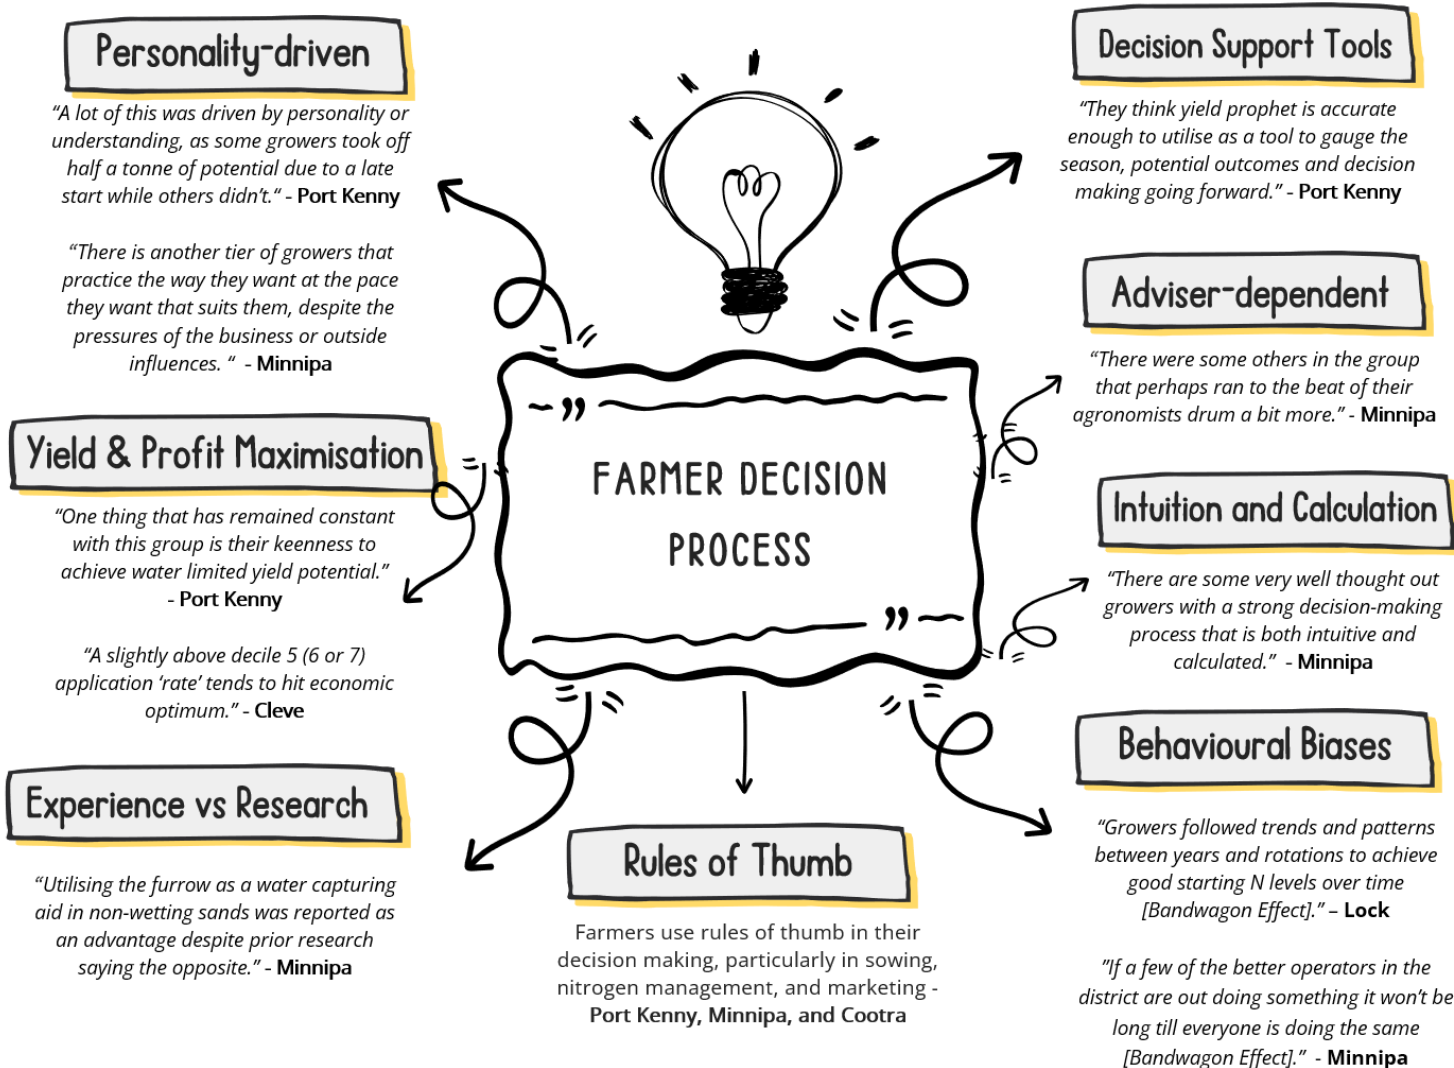 Personality-driven
“A lot of this was driven by personality or
understanding, as some growers took off
half a tonne of potential due to a late
start while others didn’t.“ - Port Kenny
“There is another tier of growers that
practice the way they want at the pace
they want that suits them, despite the
pressures of the business or outside
influences. “ - Minnipa
Yield & Profit Maximisation
“One thing that has remained constant
with this group is their keenness to
achieve water limited yield potential.”
- Port Kenny
“A slightly above decile 5 (6 or 7)
application ‘rate’ tends to hit economic
optimum.” - Cleve
Experience vs Research
“Utilising the furrow as a water capturing
aid in non-wetting sands was reported as
an advantage despite prior research
saying the opposite.” - Minnipa
FARMER DECISION
PROCESS
Rules of Thumb
Farmers use rules of thumb in their
decision making, particularly in sowing,
nitrogen management, and marketing -
Port Kenny, Minnipa, and Cootra
Decision Support Tools
“They think yield prophet is accurate
enough to utilise as a tool to gauge the
season, potential outcomes and decision
making going forward.” - Port Kenny
Adviser-dependent
“There were some others in the group
that perhaps ran to the beat of their
agronomists drum a bit more.” - Minnipa
Intuition and Calculation
“There are some very well thought out
growers with a strong decision-making
process that is both intuitive and
calculated.” - Minnipa
Behavioural Biases
“Growers followed trends and patterns
between years and rotations to achieve
good starting N levels over time
[Bandwagon Effect].” – Lock
”If a few of the better operators in the
district are out doing something it won’t be
long till everyone is doing the same
[Bandwagon Effect].” - Minnipa